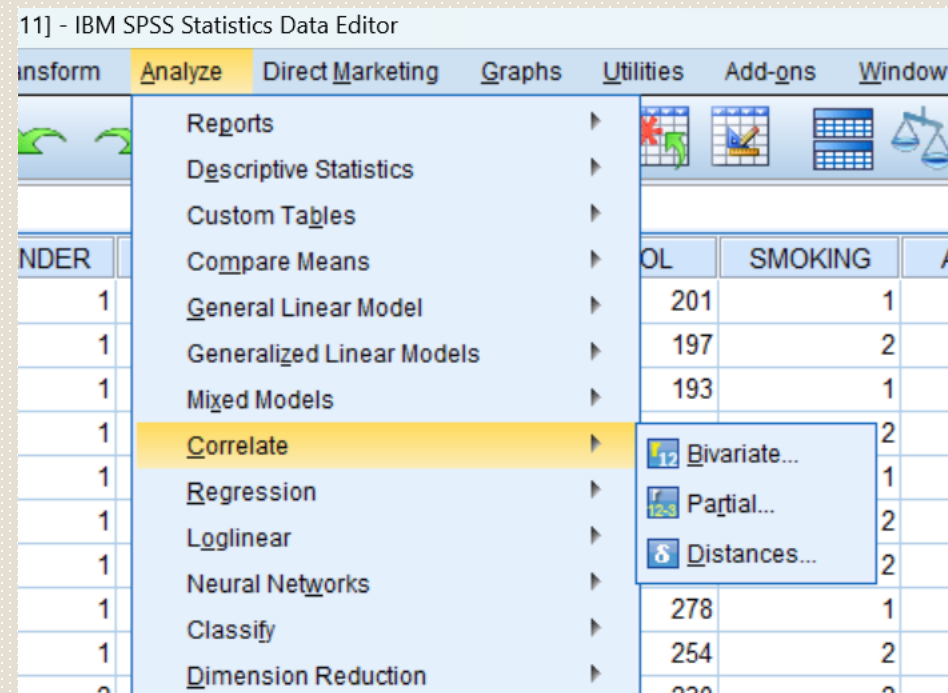 11] - IBM SPSS Statistics Data Editor
ansform Analyze Direct Marketing Graphs Utilities Add-ons Window
Reports
Descriptive Statistics
Custom Tables
NDER Compare Means OL SMOKING
1 General Linear Model 201 1
1 Generalized Linear Models 197 2
1 Mixed Models 193 1
1 Correlate 2
Bivariate...
1 Regression 1
Partial...
1 Loglinear 2
Distances...
1 Neural Networks 2
1 Classify 278 1
1 Dimension Reduction 254 2